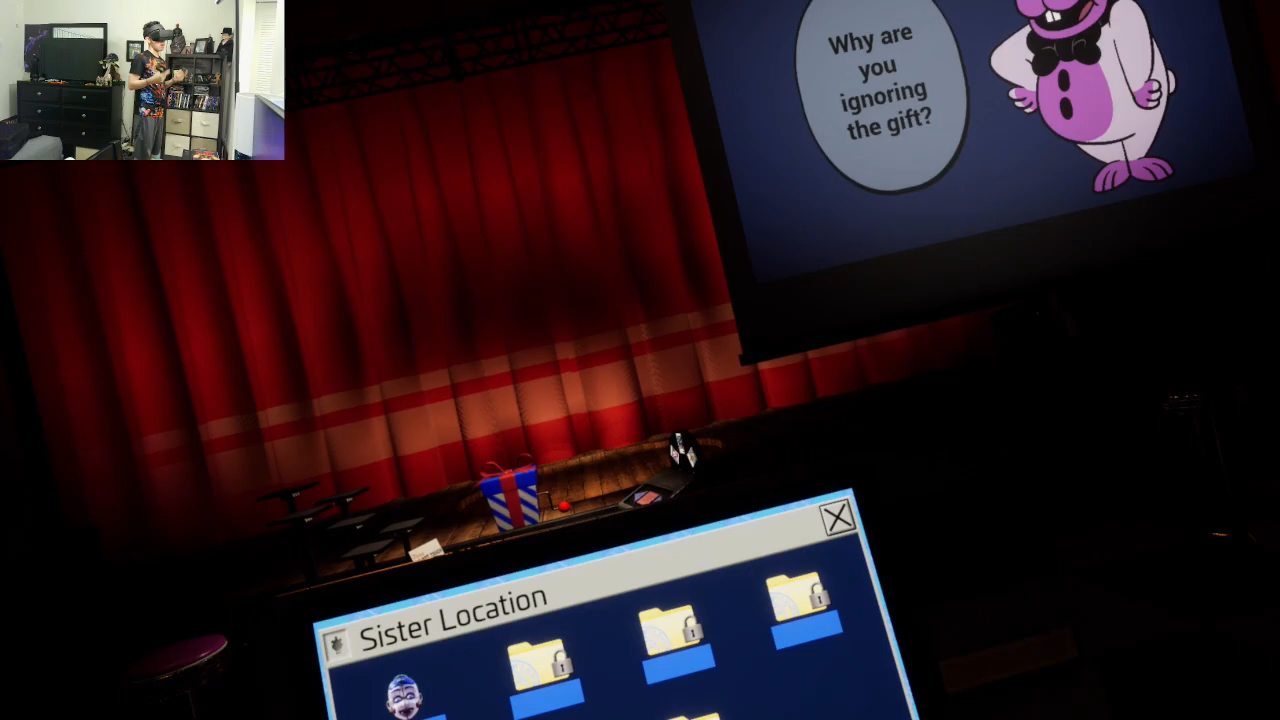 Why are
you
ignoring
the gift?
Sister Location